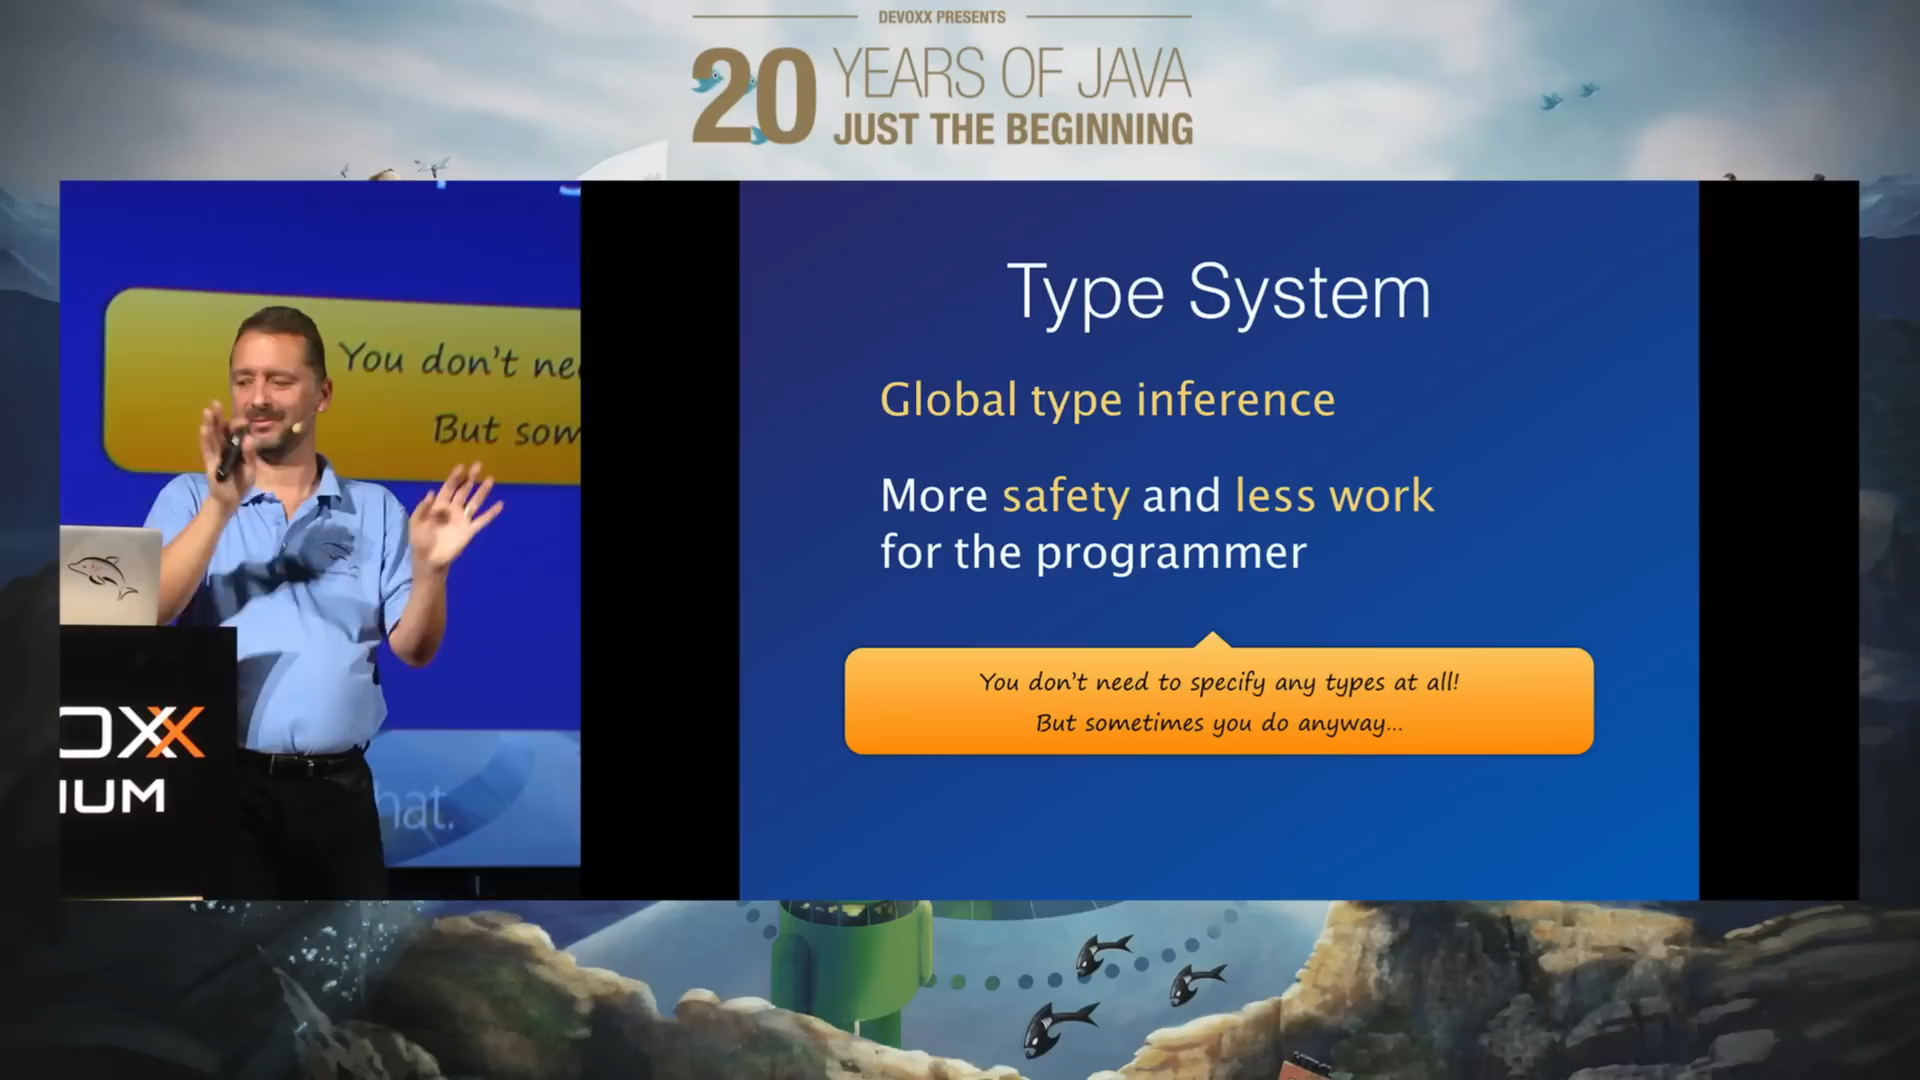 DEVOXX PRESENTS
20 YEARS OF JAVA
JUST THE BEGINNING
You don't
But
OXX
IUM
hat.
Type System
Global type inference
More safety and less work
for the programmer
You don't need to specify any types at all!
But sometimes you do anyway...